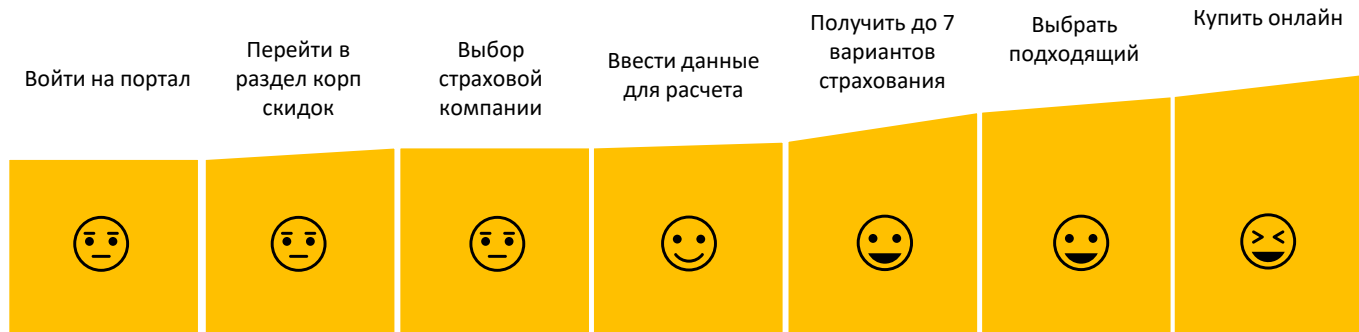 Войти на портал
Перейти в
раздел корп
скидок
Выбор
страховой
компании
Ввести данные
для расчета
Получить до 7
вариантов
страхования
Выбрать
подходящий
Купить онлайн